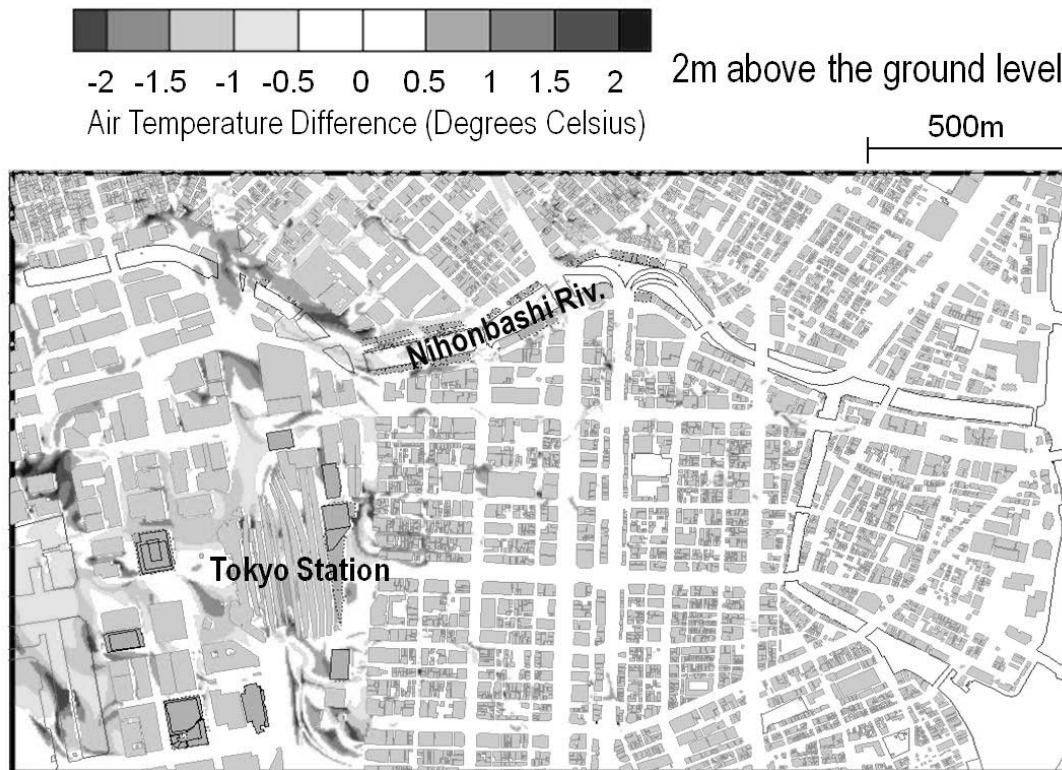 -2 -1.5 -1 -0.5 0 0.5 1 1.5 2
Air Temperature Difference (Degrees Celsius)
2m above the ground level
500m
Nihonbashi Riv.
Tokyo Station